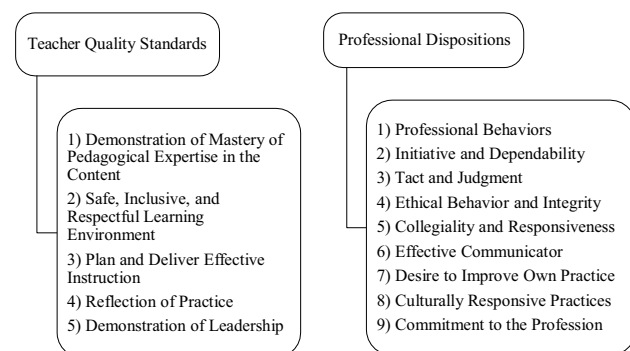 Teacher Quality Standards
1) Demonstration of Mastery of
Pedagogical Expertise in the
Content
2) Safe, Inclusive, and
Respectful Learning
Environment
3) Plan and Deliver Effective
Instruction
4) Reflection of Practice
5) Demonstration of Leadership
Professional Dispositions
1) Professional Behaviors
2) Initiative and Dependability
3) Tact and Judgment
4) Ethical Behavior and Integrity
5) Collegiality and Responsiveness
6) Effective Communicator
7) Desire to Improve Own Practice
8) Culturally Responsive Practices
9) Commitment to the Profession